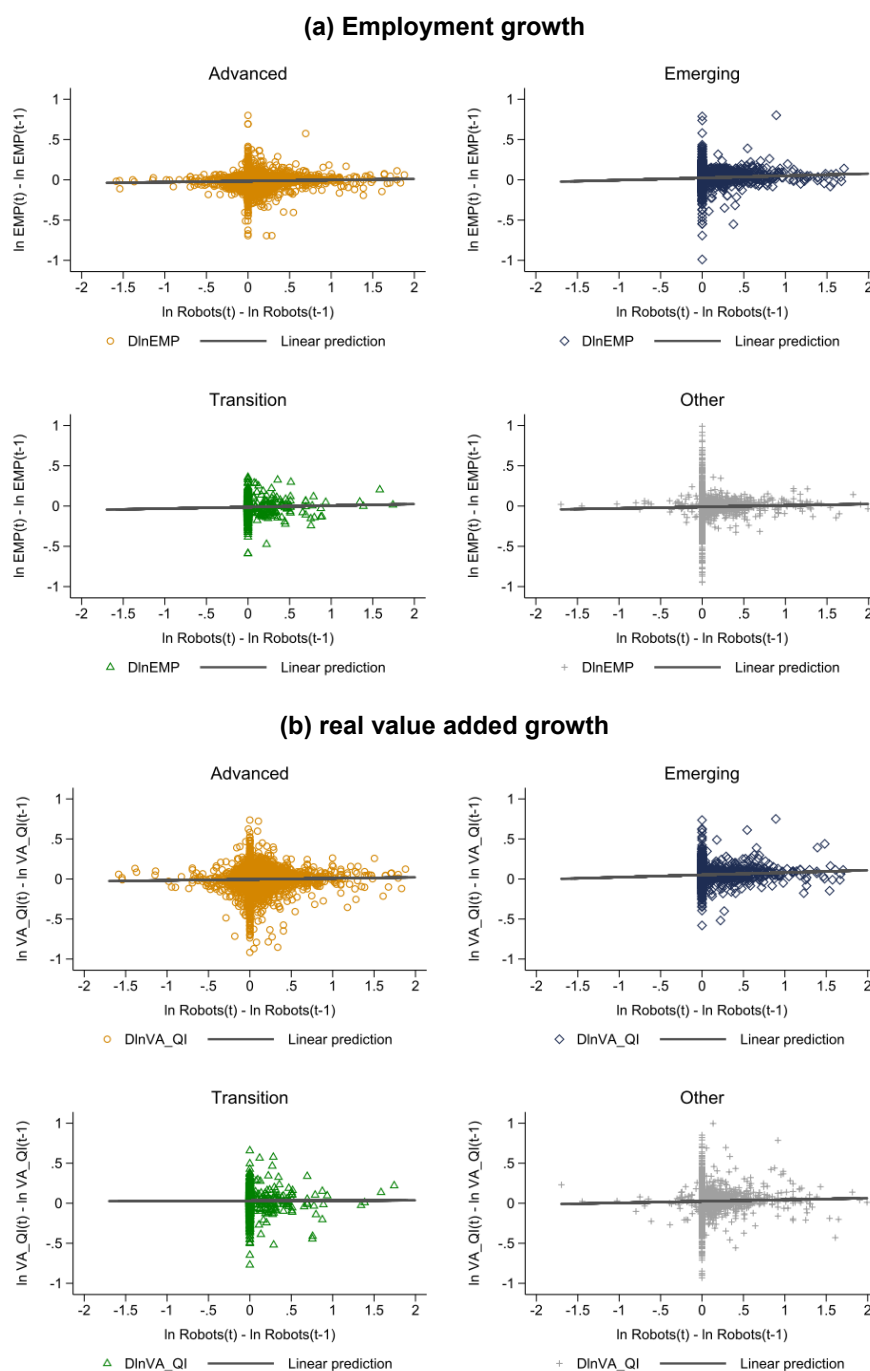 (a) Employment growth
Advanced
ln EMP(t) - ln EMP(t-1)
1
.5
0
-.5
-1
-2 -1.5 -1 -.5 0 .5 1 1.5 2
ln Robots(t) - ln Robots(t-1)
DlnEMP Linear prediction
Emerging
ln EMP(t) - ln EMP(t-1)
1
.5
0
-.5
-1
-2 -1.5 -1 -.5 0 .5 1 1.5 2
ln Robots(t) - ln Robots(t-1)
DlnEMP Linear prediction
Transition
ln EMP(t) - ln EMP(t-1)
1
.5
0
-.5
-1
-2 -1.5 -1 -.5 0 .5 1 1.5 2
ln Robots(t) - ln Robots(t-1)
DlnEMP Linear prediction
Other
ln EMP(t) - ln EMP(t-1)
1
.5
0
-.5
-1
-2 -1.5 -1 -.5 0 .5 1 1.5 2
ln Robots(t) - ln Robots(t-1)
DlnEMP Linear prediction
(b) real value added growth
Advanced
ln VA_QI(t) - ln VA_QI(t-1)
1
.5
0
-.5
-1
-2 -1.5 -1 -.5 0 .5 1 1.5 2
ln Robots(t) - ln Robots(t-1)
DlnVA_QI Linear prediction
Emerging
ln VA_QI(t) - ln VA_QI(t-1)
1
.5
0
-.5
-1
-2 -1.5 -1 -.5 0 .5 1 1.5 2
ln Robots(t) - ln Robots(t-1)
DlnVA_QI Linear prediction
Transition
ln VA_QI(t) - ln VA_QI(t-1)
1
.5
0
-.5
-1
-2 -1.5 -1 -.5 0 .5 1 1.5 2
ln Robots(t) - ln Robots(t-1)
DlnVA_QI Linear prediction
Other
ln VA_QI(t) - ln VA_QI(t-1)
1
.5
0
-.5
-1
-2 -1.5 -1 -.5 0 .5 1 1.5 2
ln Robots(t) - ln Robots(t-1)
DlnVA_QI Linear prediction